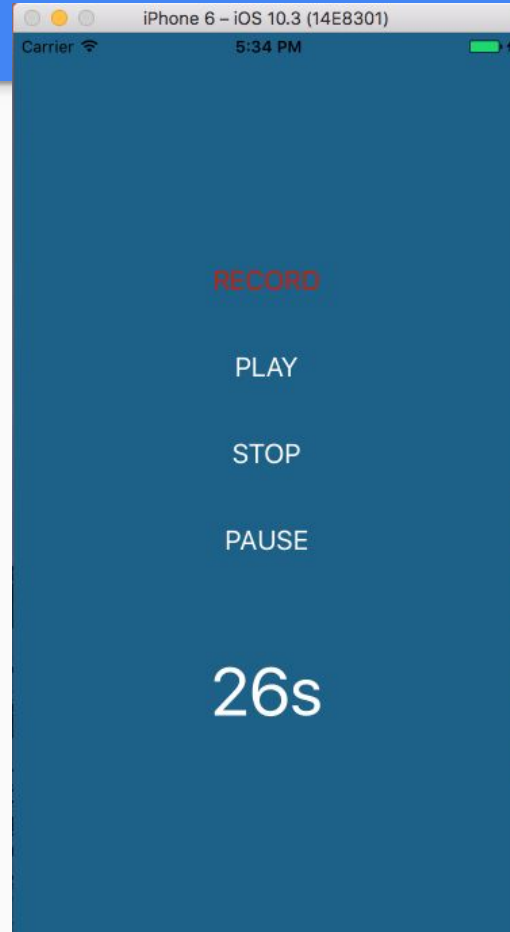 iPhone 6 – iOS 10.3 (14E8301)
Carrier 5:34 PM
RECORD
PLAY
STOP
PAUSE
26s